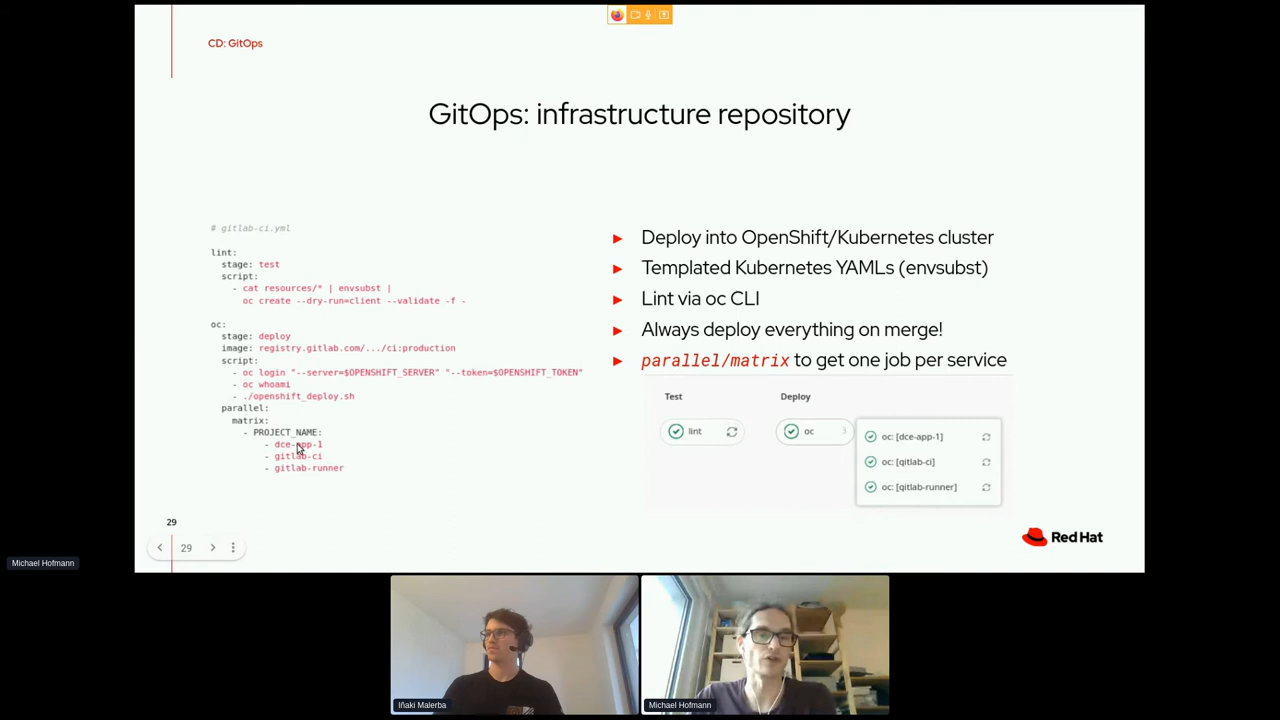 CD: GitOps
GitOps: infrastructure repository
# gitlab-ci.yml
lint:
stage: test
script:
- cat resources/* | envsubst |
oc create --dry-run=client --validate -f -
oc:
stage: deploy
image: registry.gitlab.com/.../ci:production
script:
- oc login "--server=$OPENSHIFT_SERVER" "--token=$OPENSHIFT_TOKEN"
- oc whoami
- ./openshift_deploy.sh
parallel:
matrix:
- PROJECT_NAME:
- dce-app-1
- gitlab-ci
- gitlab-runner
► Deploy into OpenShift/Kubernetes cluster
► Templated Kubernetes YAMLs (envsubst)
► Lint via oc CLI
► Always deploy everything on merge!
► parallel/matrix to get one job per service
Test Deploy
lint
oc 3
oc: [dce-app-1]
oc: [gitlab-ci]
oc: [gitlab-runner]
29
29
Red Hat
Michael Hofmann
Iñaki Malerba
Michael Hofmann